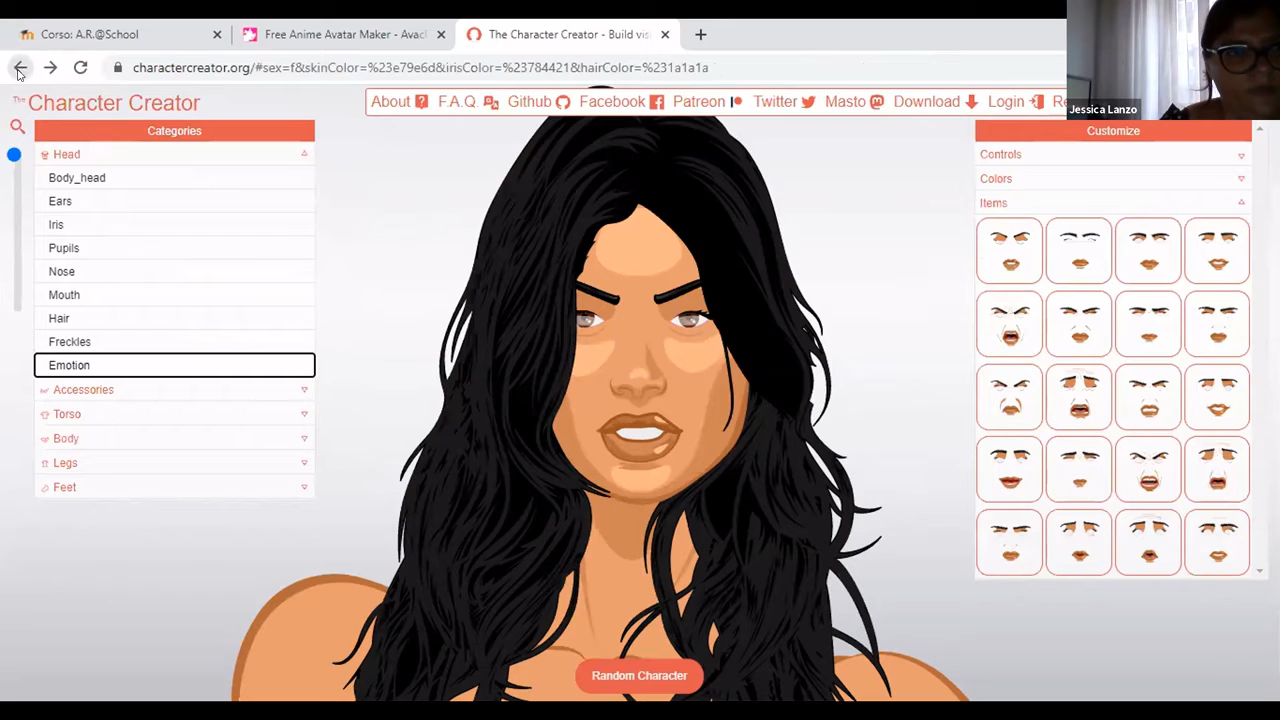 Corso: A.R.@School
Free Anime Avatar Maker - Avac
The Character Creator - Build vis
charactercreator.org/#sex=f&skinColor=%23e79e6d&irisColor=%23784421&hairColor=%231a1a1a
Jessica Lanzo
The Character Creator
About
F.A.Q.
Github
Facebook
Patreon
Twitter
Masto
Download
Login
Categories
Head
Body_head
Ears
Iris
Pupils
Nose
Mouth
Hair
Freckles
Emotion
Accessories
Torso
Body
Legs
Feet
Customize
Controls
Colors
Items
Random Character